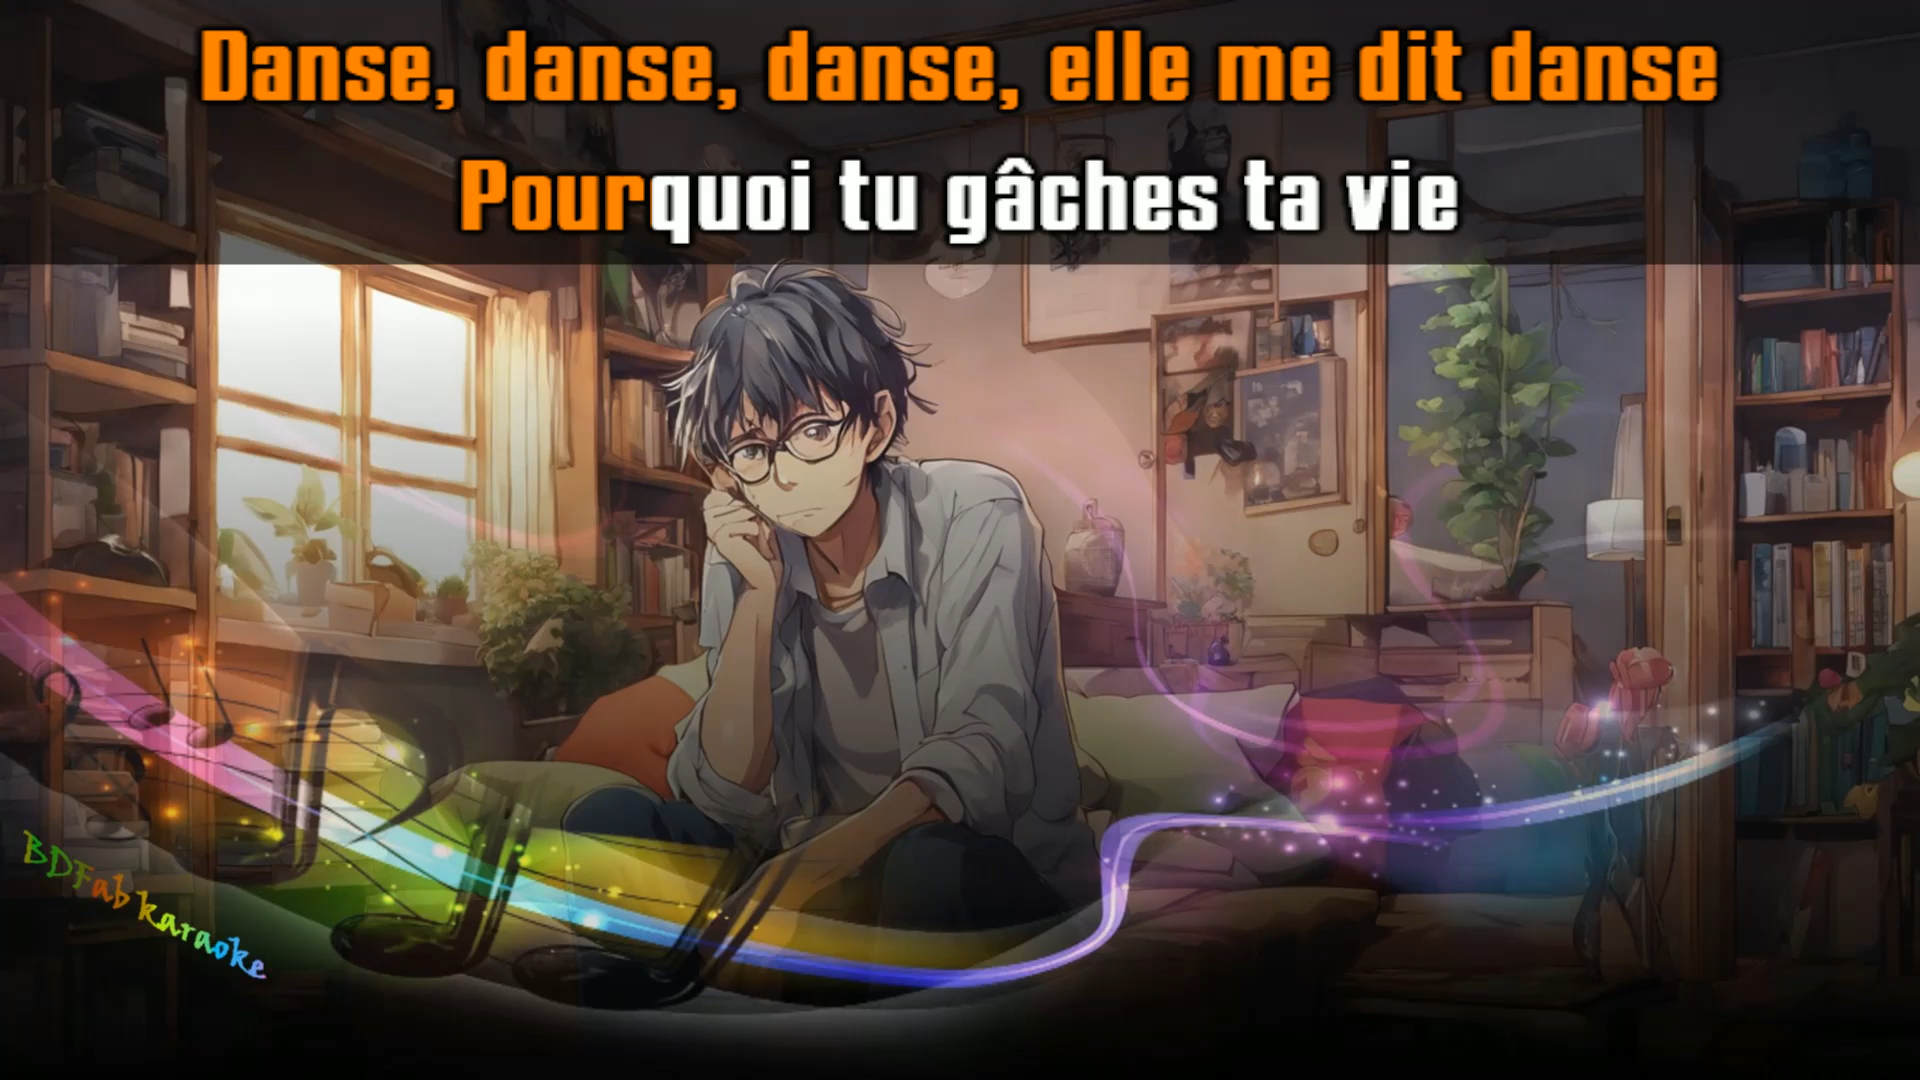 Danse, danse, danse, elle me dit danse
Pourquoi tu gâches ta vie
BDFab karaoke